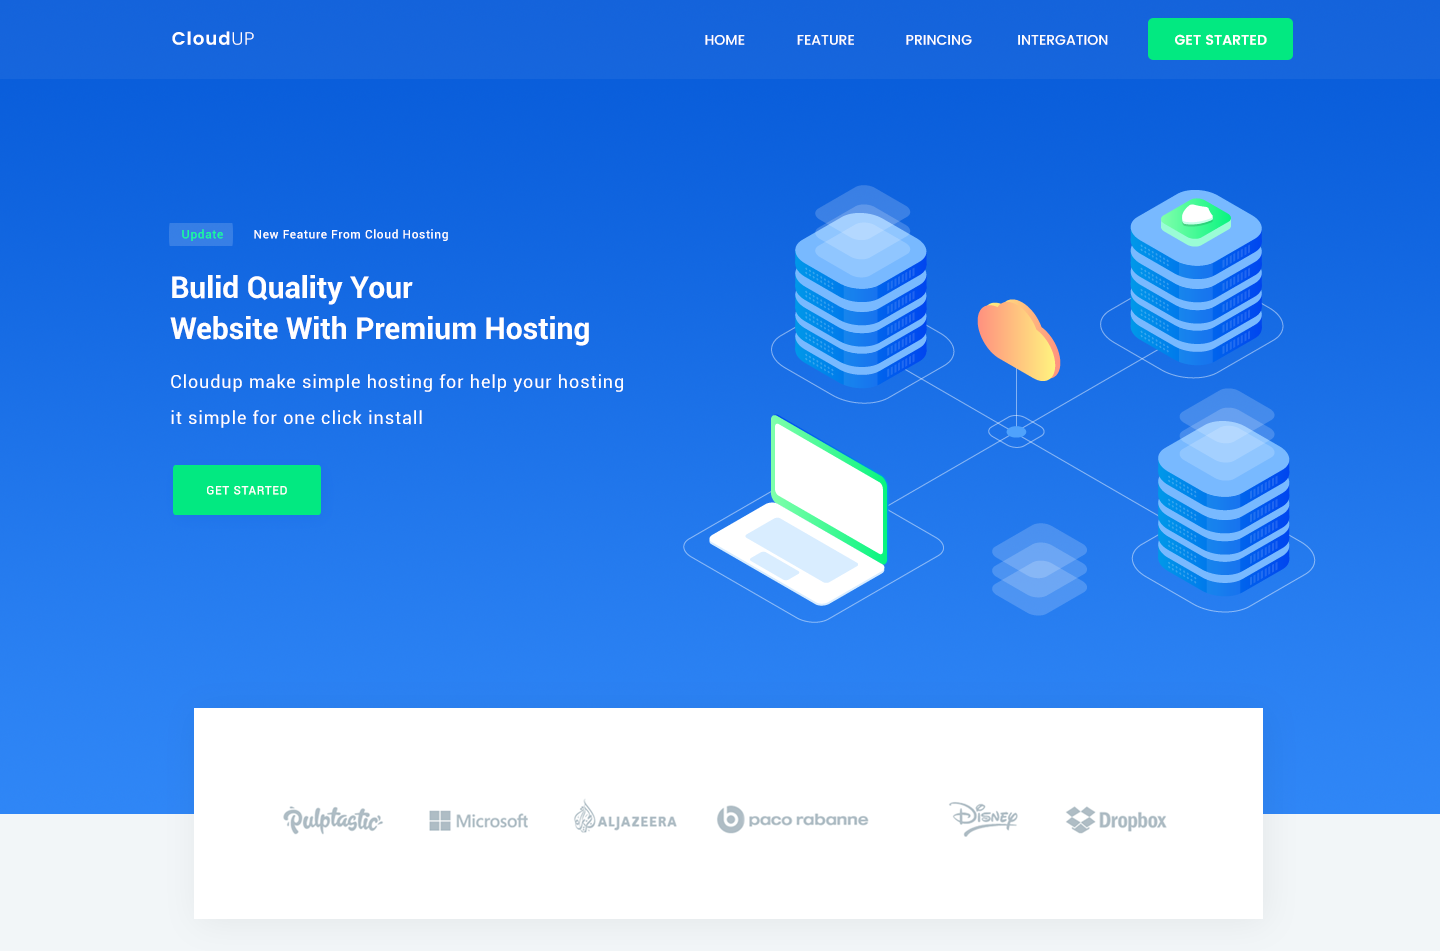 CloudUP
HOME FEATURE PRINCING INTERGATION GET STARTED
Update New Feature From Cloud Hosting
Bulid Quality Your
Website With Premium Hosting
Cloudup make simple hosting for help your hosting
it simple for one click install
GET STARTED
Pulptastic Microsoft ALJAZEERA paco rabanne Disney Dropbox